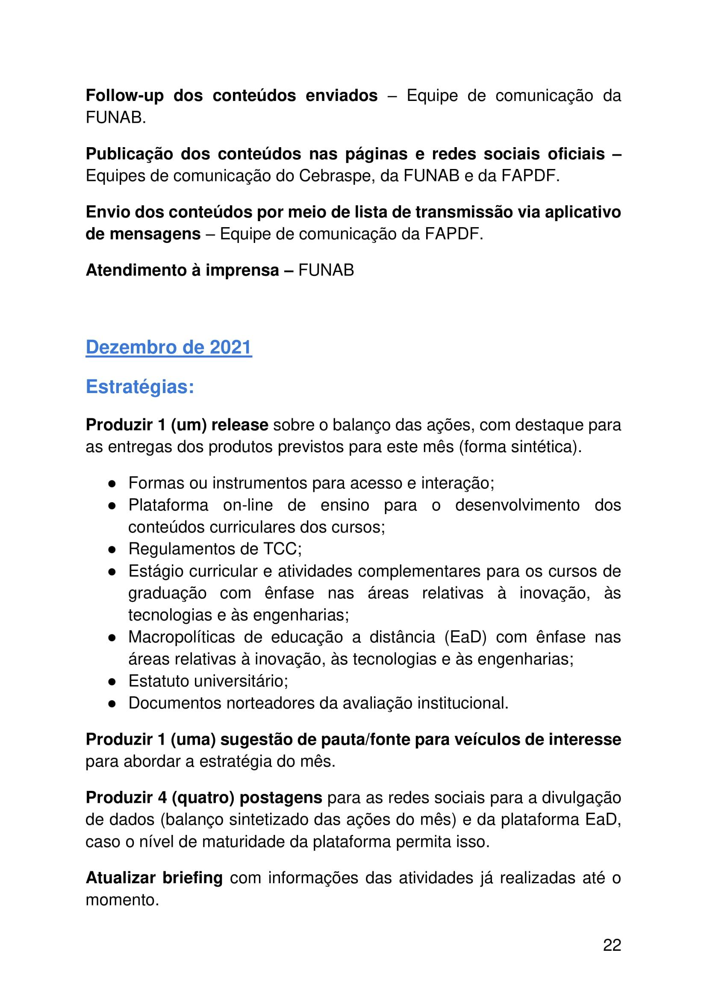 Follow-up dos conteúdos enviados – Equipe de comunicação da
FUNAB.
Publicação dos conteúdos nas páginas e redes sociais oficiais –
Equipes de comunicação do Cebraspe, da FUNAB e da FAPDF.
Envio dos conteúdos por meio de lista de transmissão via aplicativo
de mensagens – Equipe de comunicação da FAPDF.
Atendimento à imprensa – FUNAB
Dezembro de 2021
Estratégias:
Produzir 1 (um) release sobre o balanço das ações, com destaque para
as entregas dos produtos previstos para este mês (forma sintética).
● Formas ou instrumentos para acesso e interação;
● Plataforma on-line de ensino para o desenvolvimento dos
conteúdos curriculares dos cursos;
● Regulamentos de TCC;
● Estágio curricular e atividades complementares para os cursos de
graduação com ênfase nas áreas relativas à inovação, às
tecnologias e às engenharias;
● Macropolíticas de educação a distância (EaD) com ênfase nas
áreas relativas à inovação, às tecnologias e às engenharias;
● Estatuto universitário;
● Documentos norteadores da avaliação institucional.
Produzir 1 (uma) sugestão de pauta/fonte para veículos de interesse
para abordar a estratégia do mês.
Produzir 4 (quatro) postagens para as redes sociais para a divulgação
de dados (balanço sintetizado das ações do mês) e da plataforma EaD,
caso o nível de maturidade da plataforma permita isso.
Atualizar briefing com informações das atividades já realizadas até o
momento.
22